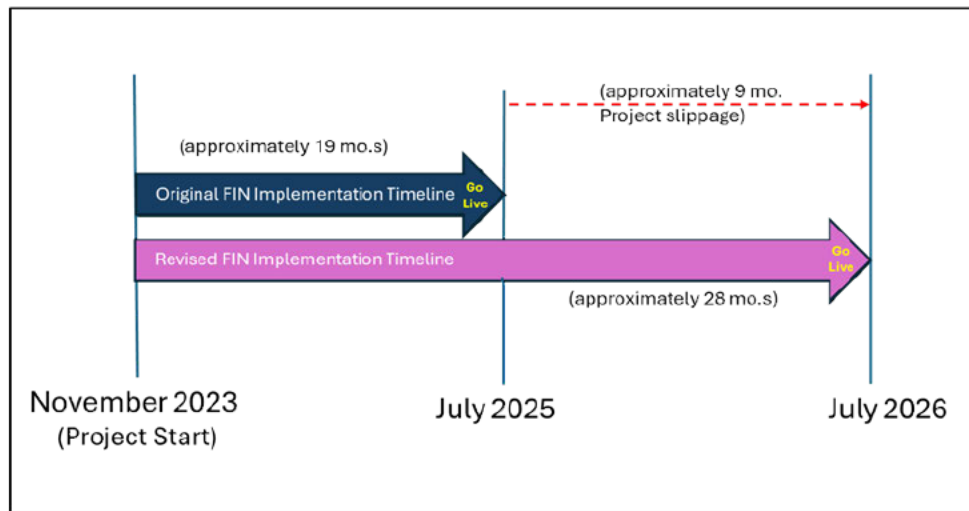 (approximately 9 mo.
Project slippage)
(approximately 19 mo.s)
Original FIN Implementation Timeline
Go
Live
Revised FIN Implementation Timeline
Go
Live
(approximately 28 mo.s)
November 2023
(Project Start)
July 2025
July 2026